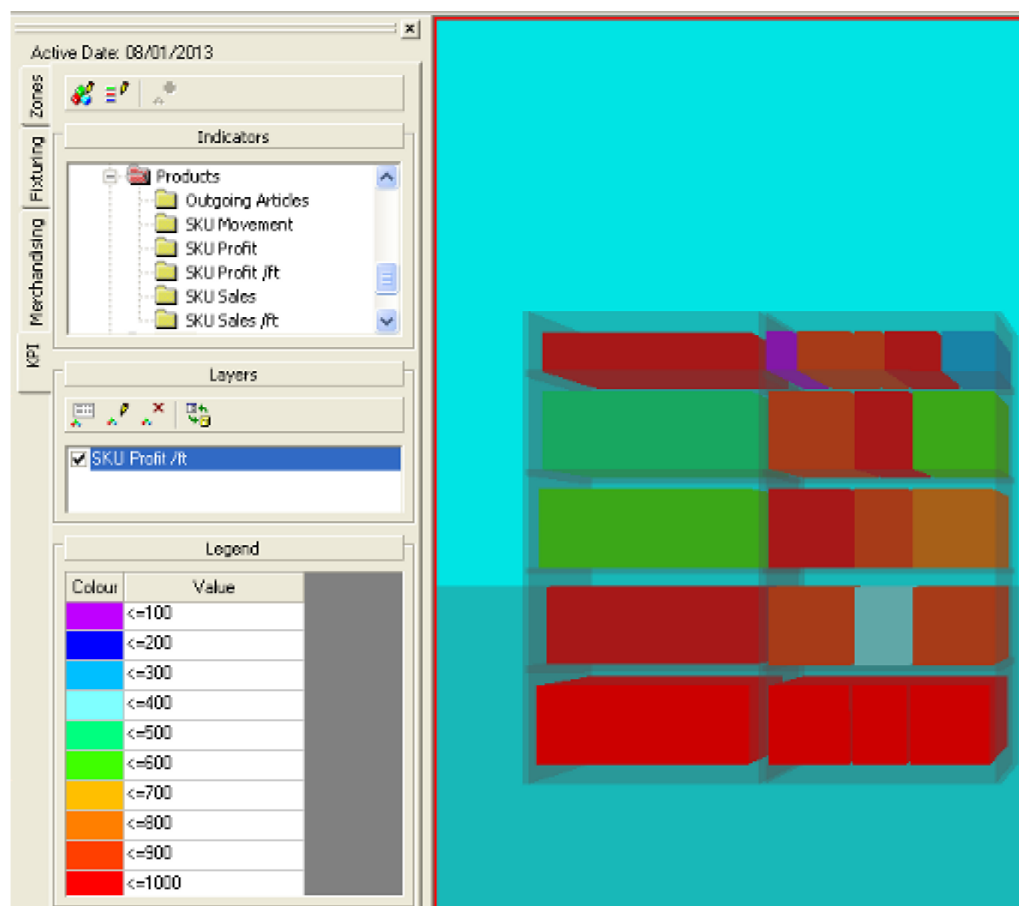 Active Date: 08/01/2013
Zones
Fixturing
Merchandising
KPI
Indicators
Products
Outgoing Articles
SKU Movement
SKU Profit
SKU Profit /ft
SKU Sales
SKU Sales /ft
Layers
SKU Profit /ft
Legend
Colour Value
<=100
<=200
<=300
<=400
<=500
<=600
<=700
<=800
<=900
<=1000